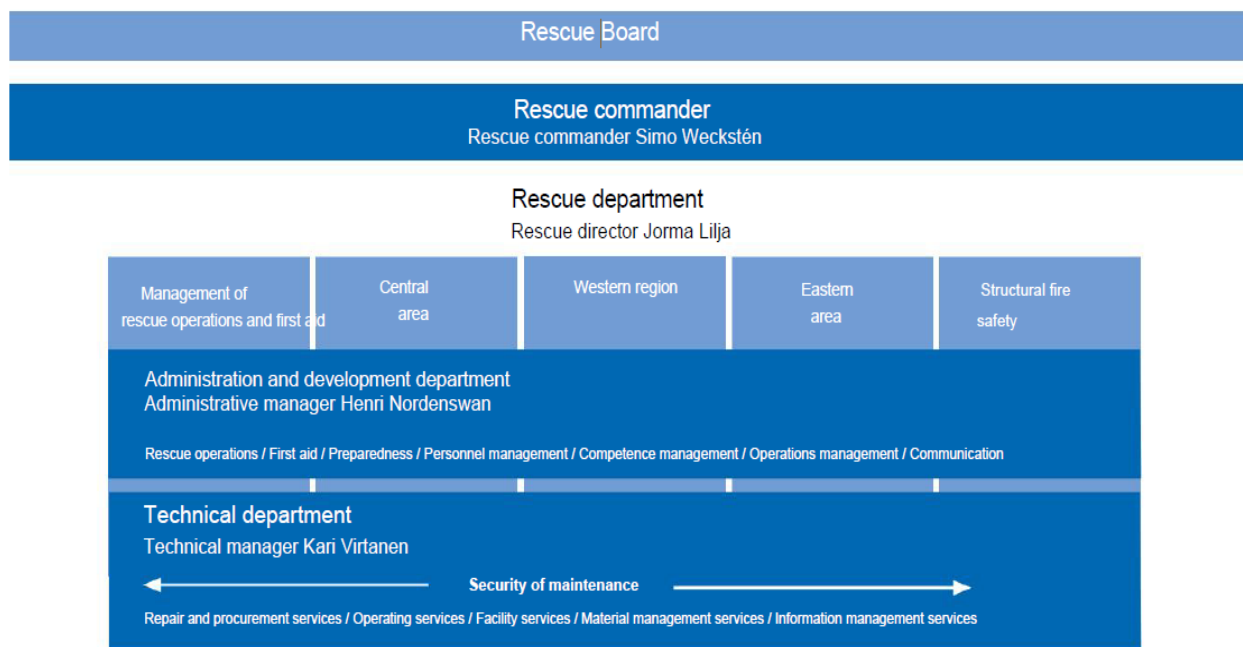 Rescue Board
Rescue commander
Rescue commander Simo Weckstén
Rescue department
Rescue director Jorma Lilja
Management of
rescue operations and first aid
Central
area
Western region
Eastern
area
Structural fire
safety
Administration and development department
Administrative manager Henri Nordenswan
Rescue operations / First aid / Preparedness / Personnel management / Competence management / Operations management / Communication
Technical department
Technical manager Kari Virtanen
Security of maintenance
Repair and procurement services / Operating services / Facility services / Material management services / Information management services